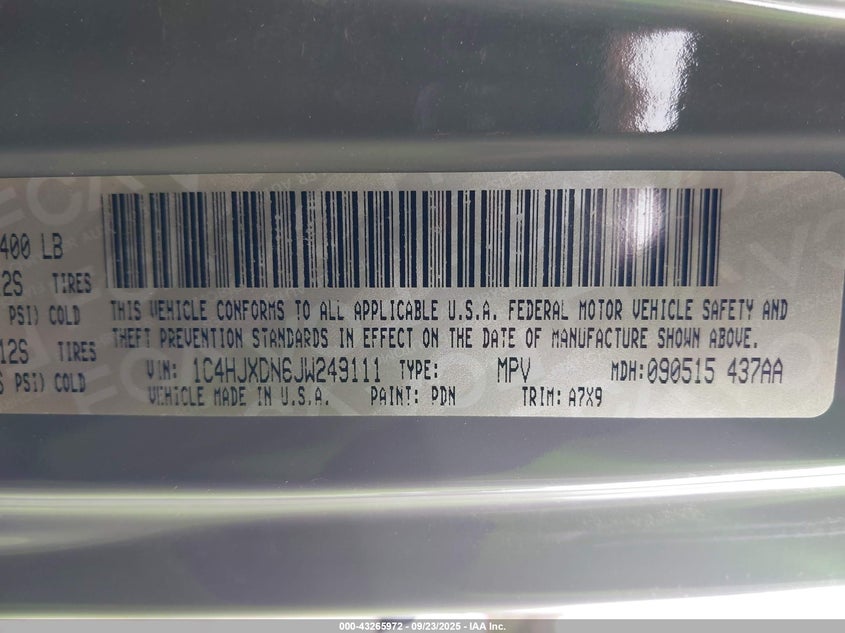 400 LB
12S TIRES
PSI) COLD
12S TIRES
PSI) COLD
THIS VEHICLE CONFORMS TO ALL APPLICABLE U.S.A. FEDERAL MOTOR VEHICLE SAFETY AND
THEFT PREVENTION STANDARDS IN EFFECT ON THE DATE OF MANUFACTURE SHOWN ABOVE.
VIN: 1C4HJXDN6JW249111 TYPE: MPV MDH:090515 437AA
VEHICLE MADE IN U.S.A. PAINT: PDN TRIM: A7X9
000-43265972 - 09/23/2025 - IAA Inc.